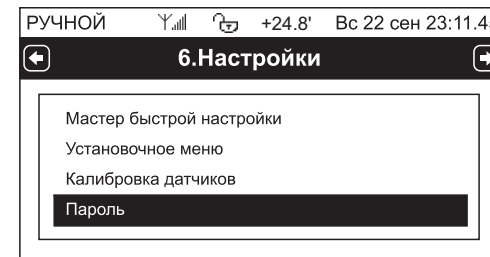 РУЧНОЙ +24.8' Вс 22 сен 23:11.4
6.Настройки
Мастер быстрой настройки
Установочное меню
Калибровка датчиков
Пароль